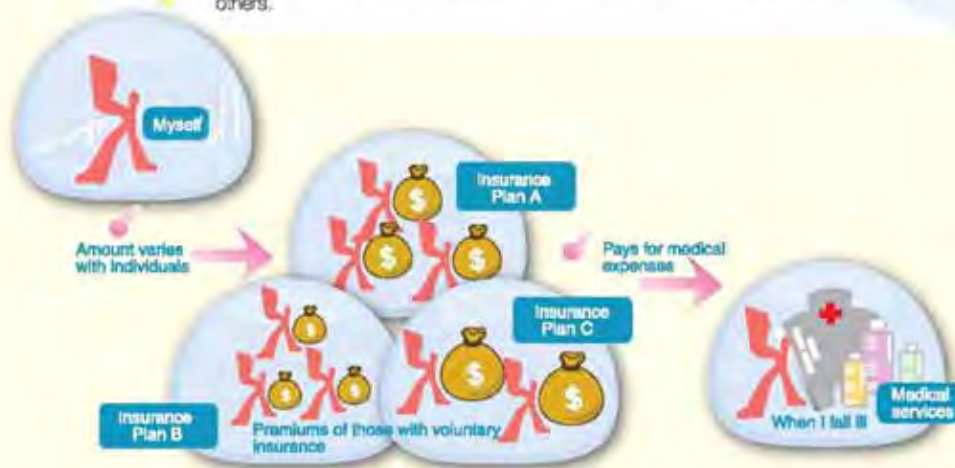 others.
Myself
Insurance
Plan A
Amount varies
with individuals
Pays for medical
expenses
Insurance
Plan C
Insurance
Plan B
Premiums of those with voluntary
insurance
When I fall ill
Medical
services